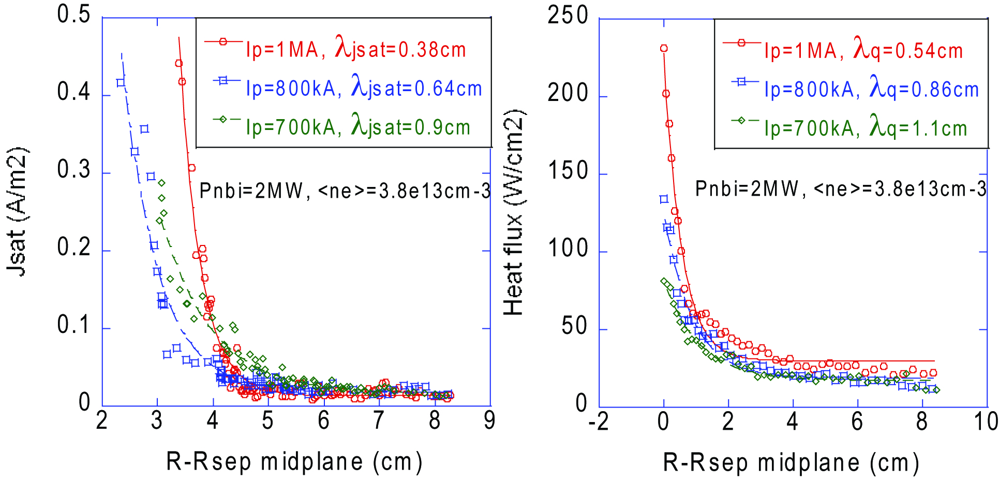 0.5
0.4
0.3
0.2
0.1
0
2 3 4 5 6 7 8 9
Jsat (A/m2)
R-Rsep midplane (cm)
Ip=1MA, λjsat=0.38cm
Ip=800kA, λjsat=0.64cm
Ip=700kA, λjsat=0.9cm
Pnbi=2MW, <ne>=3.8e13cm-3
250
200
150
100
50
0
-2 0 2 4 6 8 10
Heat flux (W/cm2)
R-Rsep midplane (cm)
Ip=1MA, λq=0.54cm
Ip=800kA, λq=0.86cm
Ip=700kA, λq=1.1cm
Pnbi=2MW, <ne>=3.8e13cm-3